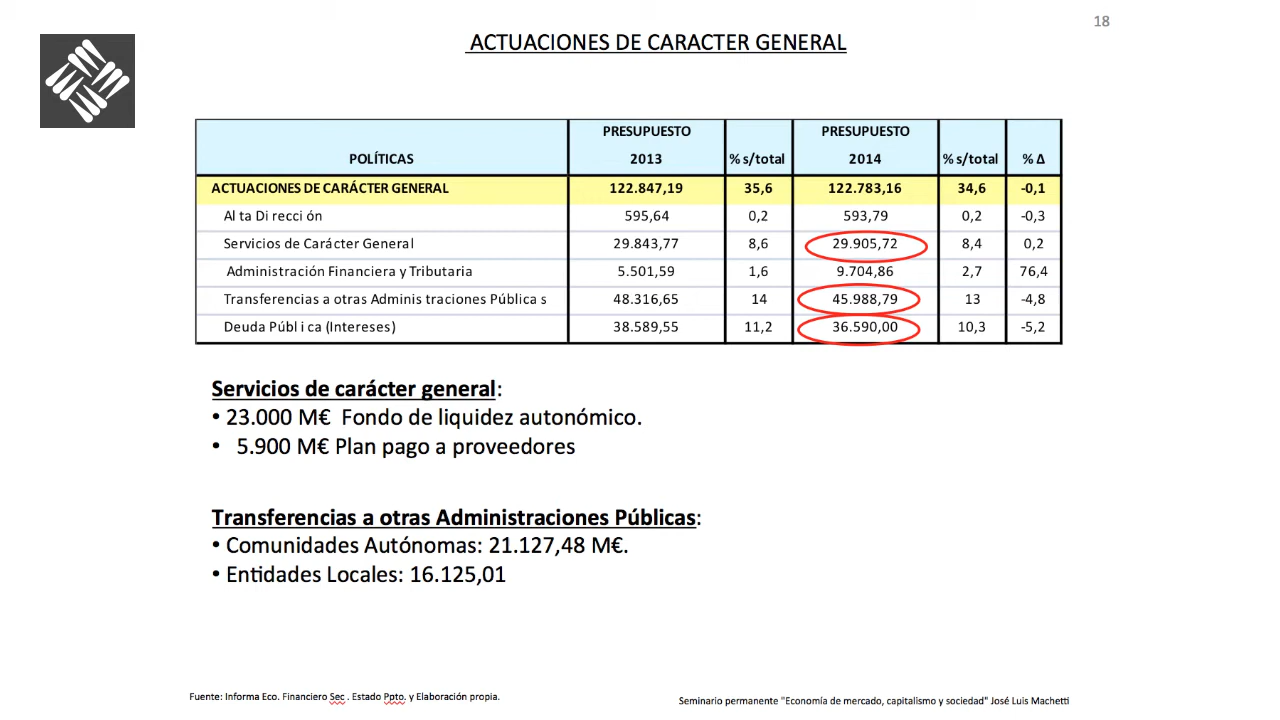 18
ACTUACIONES DE CARACTER GENERAL
PRESUPUESTO PRESUPUESTO
POLÍTICAS 2013 % s/total 2014 % s/total % Δ
ACTUACIONES DE CARÁCTER GENERAL 122.847,19 35,6 122.783,16 34,6 -0,1
Al ta Di recci ón 595,64 0,2 593,79 0,2 -0,3
Servicios de Carácter General 29.843,77 8,6 29.905,72 8,4 0,2
Administración Financiera y Tributaria 5.501,59 1,6 9.704,86 2,7 76,4
Transferencias a otras Adminis traciones Pública s 48.316,65 14 45.988,79 13 -4,8
Deuda Públ i ca (Intereses) 38.589,55 11,2 36.590,00 10,3 -5,2
Servicios de carácter general:
• 23.000 M€ Fondo de liquidez autonómico.
• 5.900 M€ Plan pago a proveedores
Transferencias a otras Administraciones Públicas:
• Comunidades Autónomas: 21.127,48 M€.
• Entidades Locales: 16.125,01
Fuente: Informa Eco. Financiero Sec . Estado Ppto. y Elaboración propia.
Seminario permanente "Economía de mercado, capitalismo y sociedad" José Luis Machetti